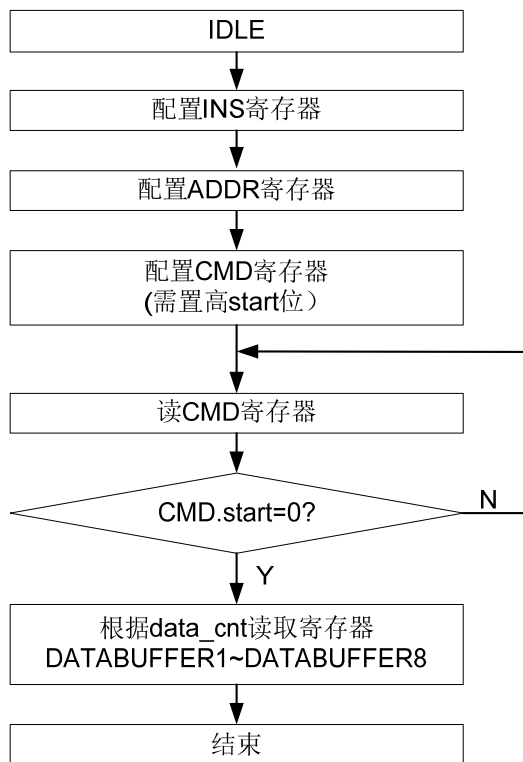 IDLE
配置INS寄存器
配置ADDR寄存器
配置CMD寄存器
(需置高start位）
读CMD寄存器
CMD.start=0?
N
Y
根据data_cnt读取寄存器
DATABUFFER1~DATABUFFER8
结束